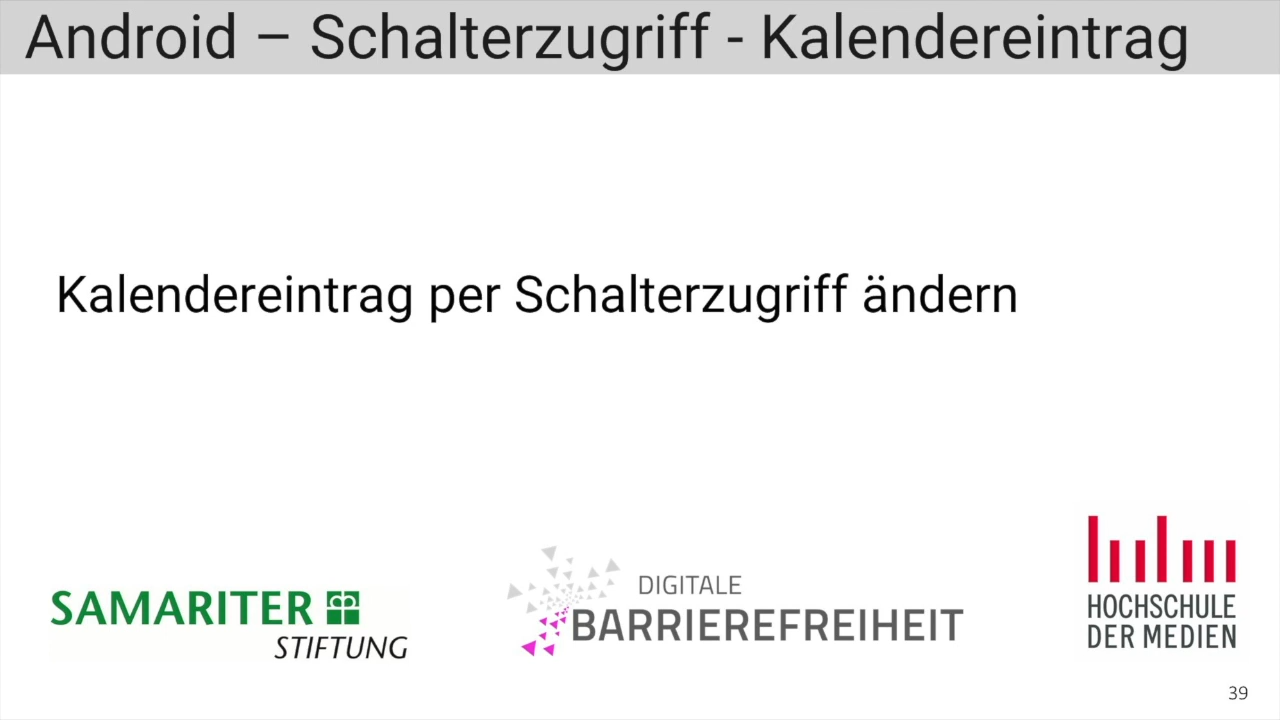 Android – Schalterzugriff - Kalendereintrag
Kalendereintrag per Schalterzugriff ändern
SAMARITER
STIFTUNG
DIGITALE
BARRIEREFREIHEIT
HOCHSCHULE
DER MEDIEN
39